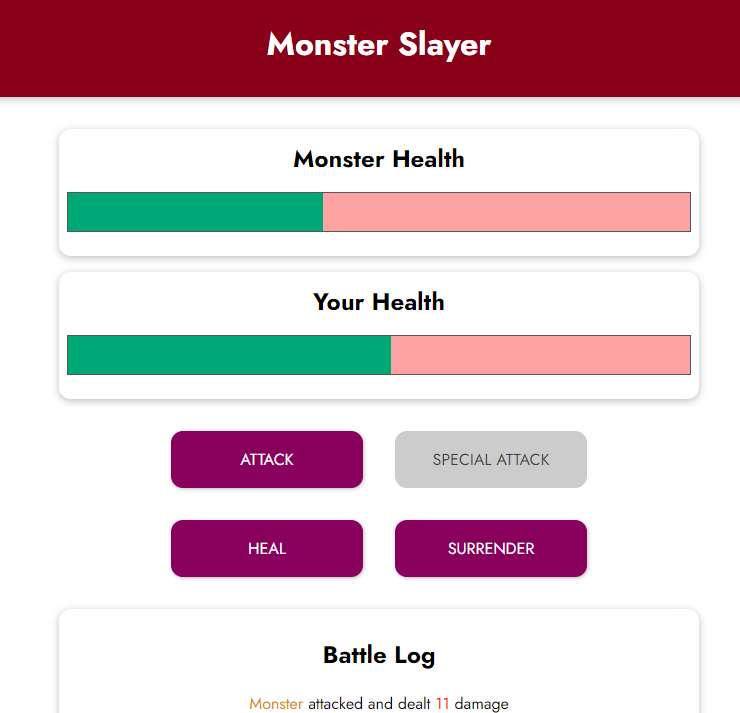 Monster Slayer
Monster Health
Your Health
ATTACK
SPECIAL ATTACK
HEAL
SURRENDER
Battle Log
Monster attacked and dealt 11 damage